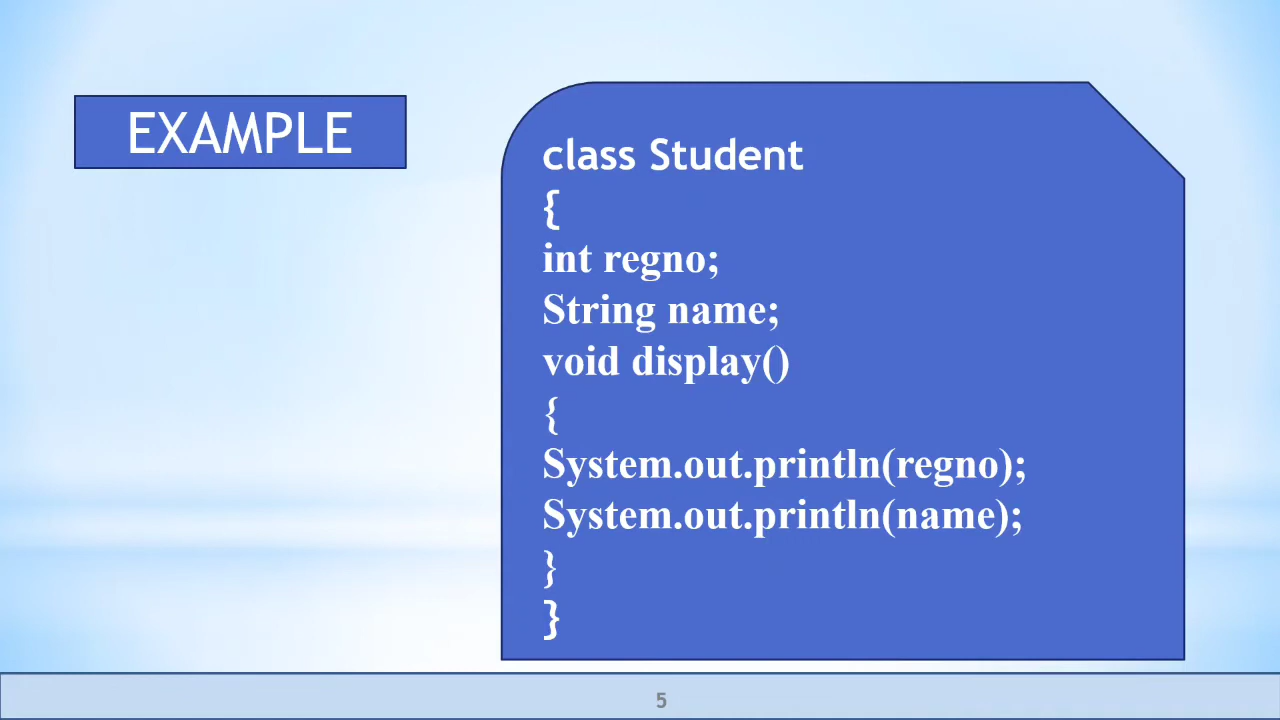 EXAMPLE
class Student
{
int regno;
String name;
void display()
{
System.out.println(regno);
System.out.println(name);
}
}
5